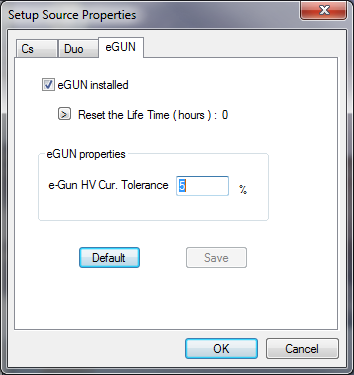 Setup Source Properties
Cs
Duo
eGUN
eGUN installed
> Reset the Life Time ( hours ) : 0
eGUN properties
e-Gun HV Cur. Tolerance 5 %
Default
Save
OK
Cancel